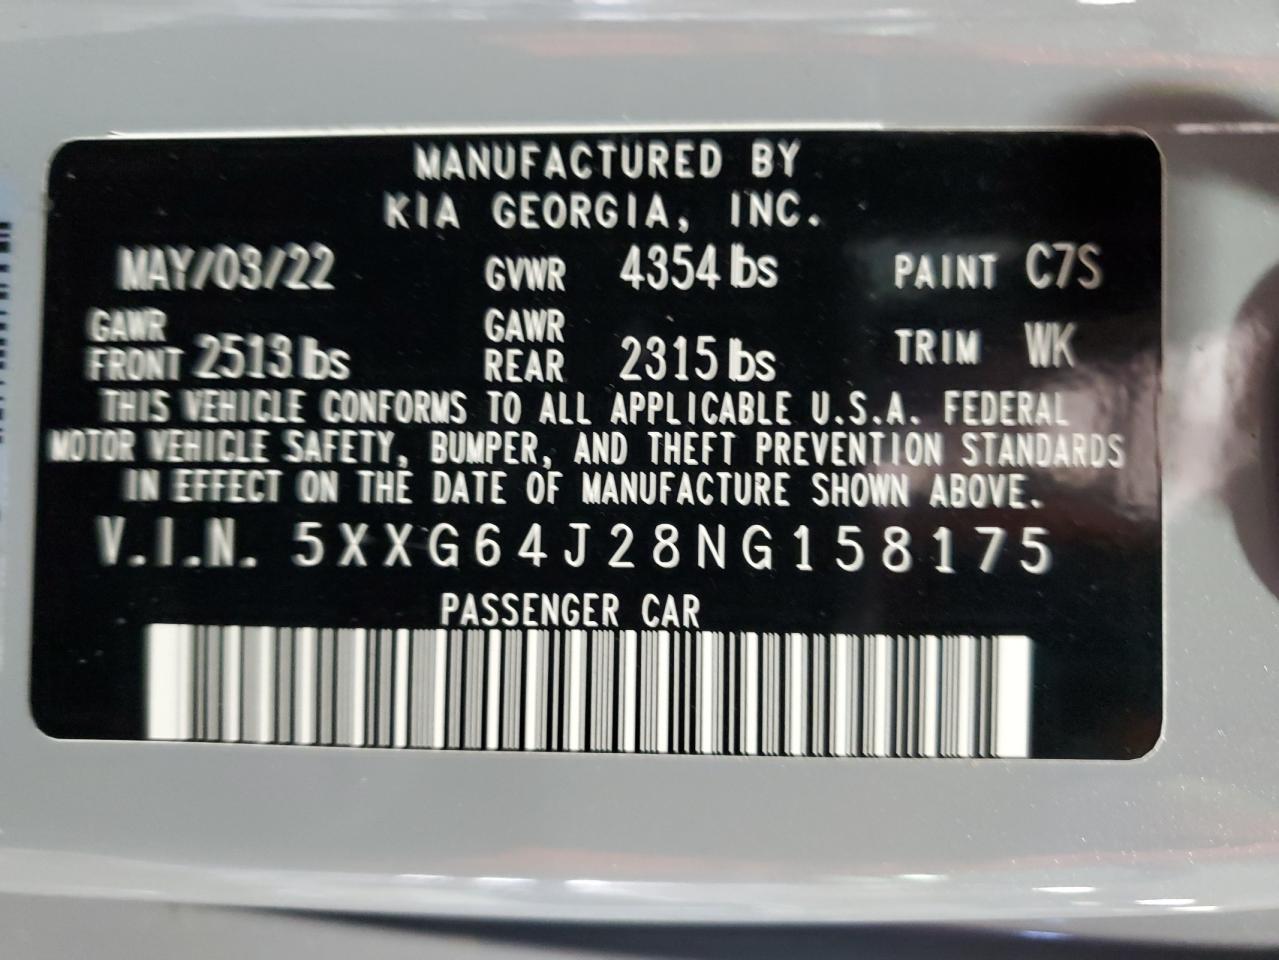 MANUFACTURED BY
KIA GEORGIA, INC.
MAY/03/22 GVWR 4354 lbs PAINT C7S
GAWR FRONT 2513 lbs GAWR REAR 2315 lbs TRIM WK
THIS VEHICLE CONFORMS TO ALL APPLICABLE U.S.A. FEDERAL
MOTOR VEHICLE SAFETY, BUMPER, AND THEFT PREVENTION STANDARDS
IN EFFECT ON THE DATE OF MANUFACTURE SHOWN ABOVE.
V.I.N. 5XXG64J28NG158175
PASSENGER CAR